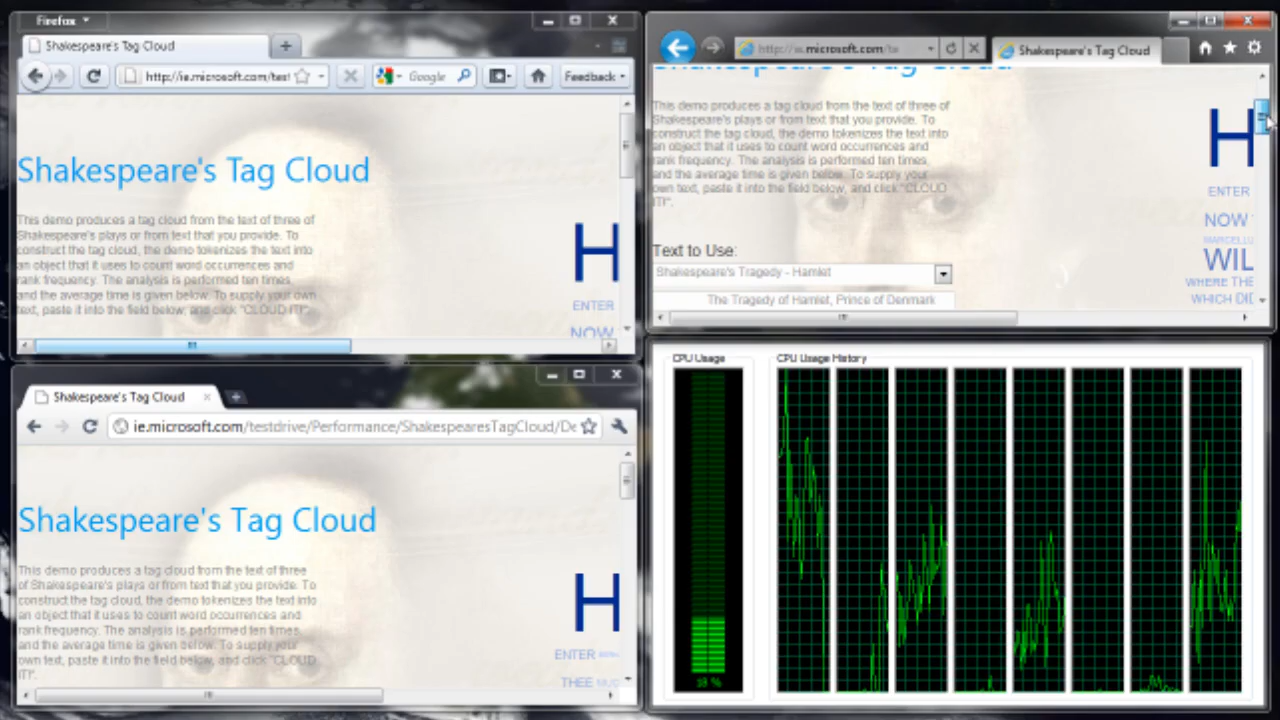 Firefox
Shakespeare's Tag Cloud
http://ie.microsoft.com/test
Google
Feedback
Shakespeare's Tag Cloud
This demo produces a tag cloud from the text of three of
Shakespeare's plays or from text that you provide. To
construct the tag cloud, the demo tokenizes the text into
an object that it uses to count word occurrences and
rank frequency. The analysis is performed ten times,
and the average time is given below. To supply your own
text, paste it into the field below, and click "CLOUD IT!".
H
ENTER
NOW
http://ie.microsoft.com/te
Shakespeare's Tag Cloud
Shakespeare's Tag Cloud
This demo produces a tag cloud from the text of three of
Shakespeare's plays or from text that you provide. To
construct the tag cloud, the demo tokenizes the text into
an object that it uses to count word occurrences and
rank frequency. The analysis is performed ten times,
and the average time is given below. To supply your
own text, paste it into the field below, and click "CLOUD
IT!".
Text to Use:
Shakespeare's Tragedy - Hamlet
The Tragedy of Hamlet, Prince of Denmark
H
ENTER
NOW
MARCELLU
WIL
WHERE THE
WHICH DID
Shakespeare's Tag Cloud
ie.microsoft.com/testdrive/Performance/ShakespearesTagCloud/De
Shakespeare's Tag Cloud
This demo produces a tag cloud from the text of three
of Shakespeare's plays or from text that you provide. To
construct the tag cloud, the demo tokenizes the text into
an object that it uses to count word occurrences and
rank frequency. The analysis is performed ten times,
and the average time is given below. To supply your
own text, paste it into the field below, and click "CLOUD
IT!".
H
ENTER
THEE
CPU Usage
CPU Usage History
18 %